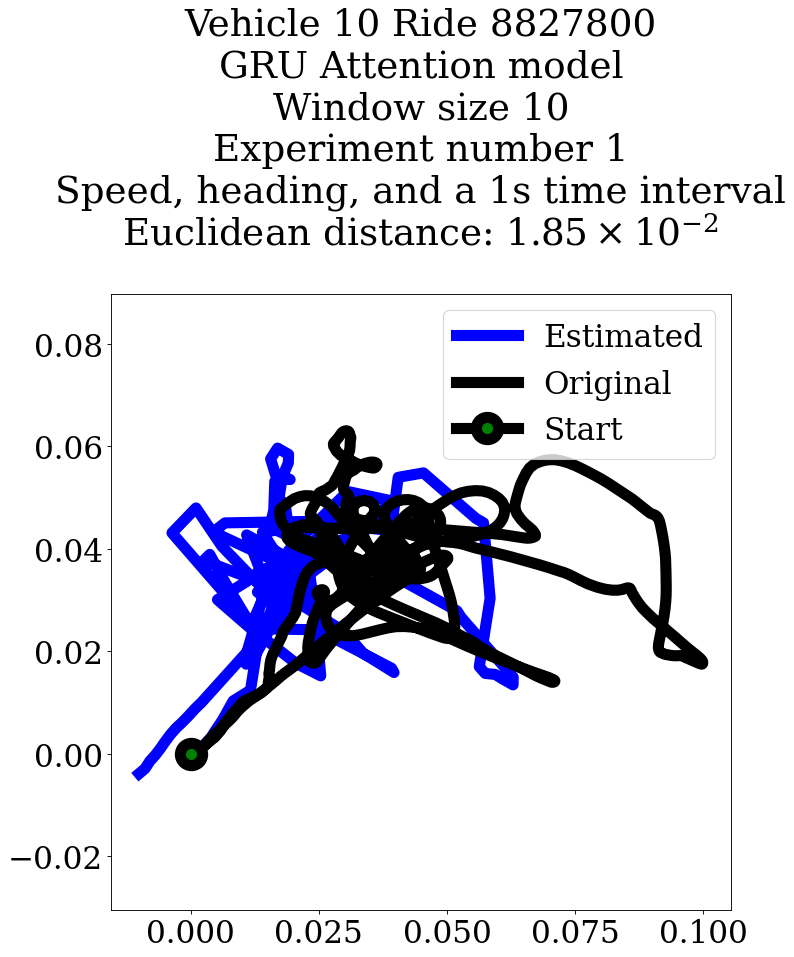 Vehicle 10 Ride 8827800
GRU Attention model
Window size 10
Experiment number 1
Speed, heading, and a 1s time interval
Euclidean distance: 1.85 × 10⁻²
Estimated
Original
Start
0.08
0.06
0.04
0.02
0.00
−0.02
0.000 0.025 0.050 0.075 0.100